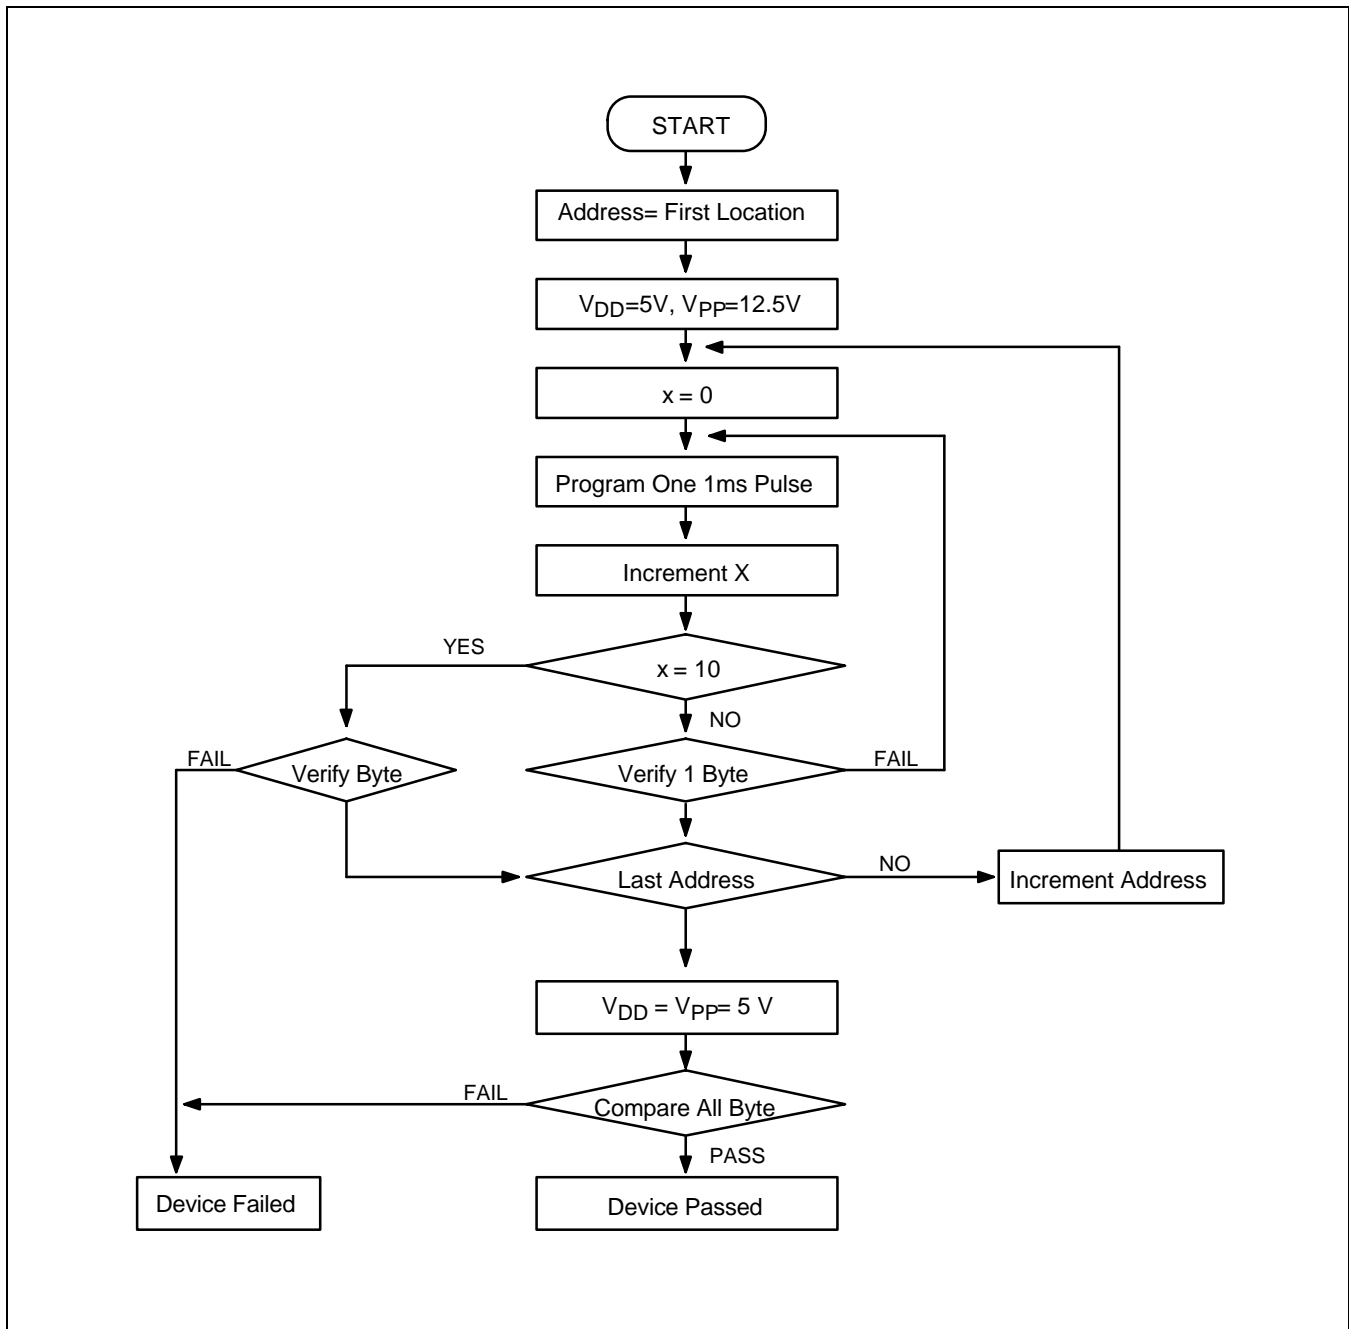 START
Address= First Location
VDD=5V, VPP=12.5V
x = 0
Program One 1ms Pulse
Increment X
YES
x = 10
NO
FAIL
Verify Byte
Verify 1 Byte
FAIL
Last Address
NO
Increment Address
VDD = VPP= 5 V
FAIL
Compare All Byte
PASS
Device Failed
Device Passed